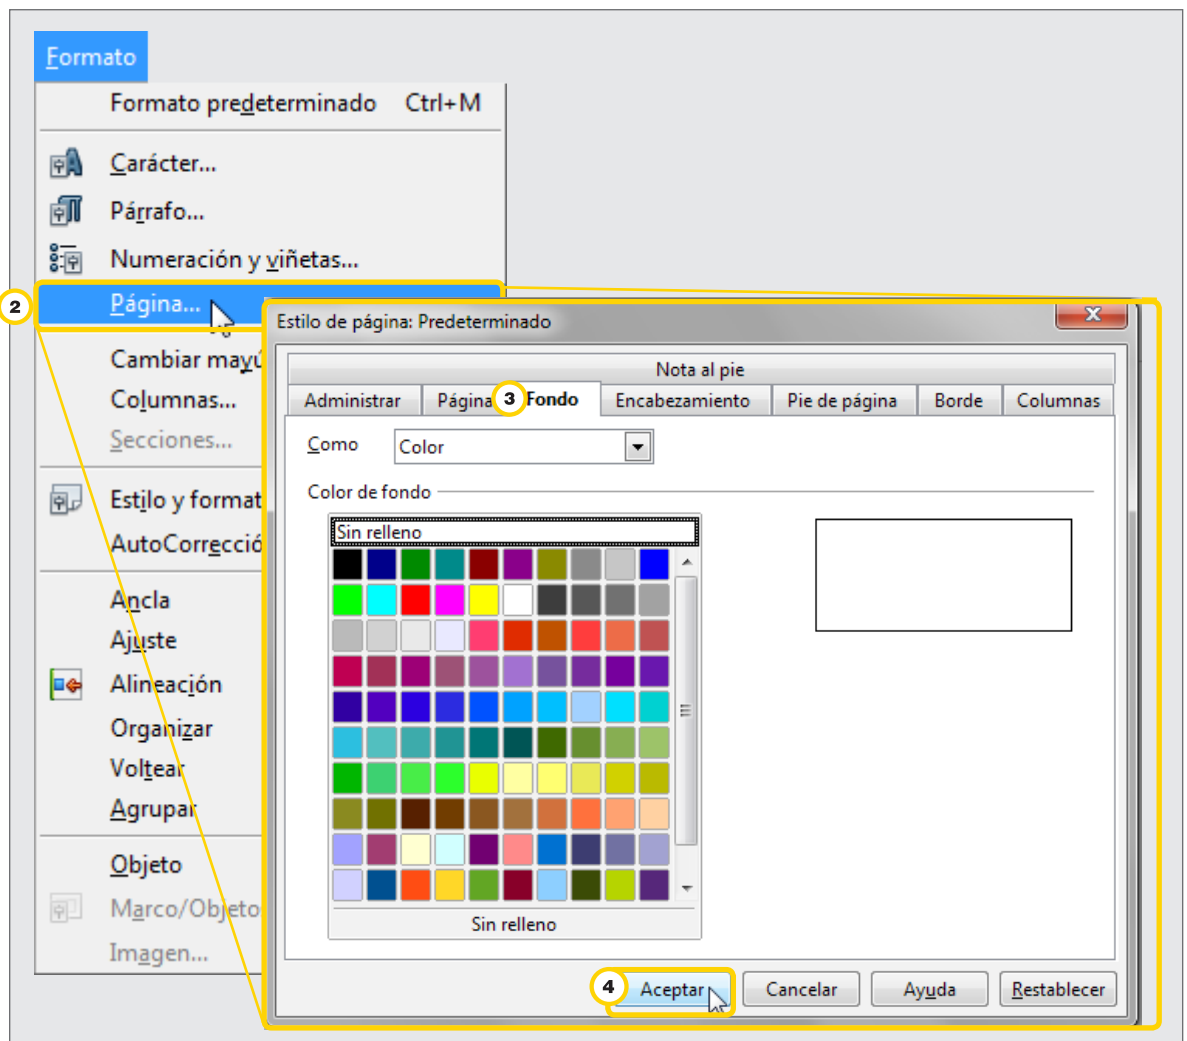 Formato
Formato predeterminado Ctrl+M
Carácter...
Párrafo...
Numeración y viñetas...
2
Página...
Cambiar mayú
Columnas...
Secciones...
Estilo y format
AutoCorrecció
Ancla
Ajuste
Alineación
Organizar
Voltear
Agrupar
Objeto
Marco/Objeto
Imagen...
Estilo de página: Predeterminado
Nota al pie
Administrar Página 3 Fondo Encabezamiento Pie de página Borde Columnas
Como Color
Color de fondo
Sin relleno
Sin relleno
4 Aceptar Cancelar Ayuda Restablecer